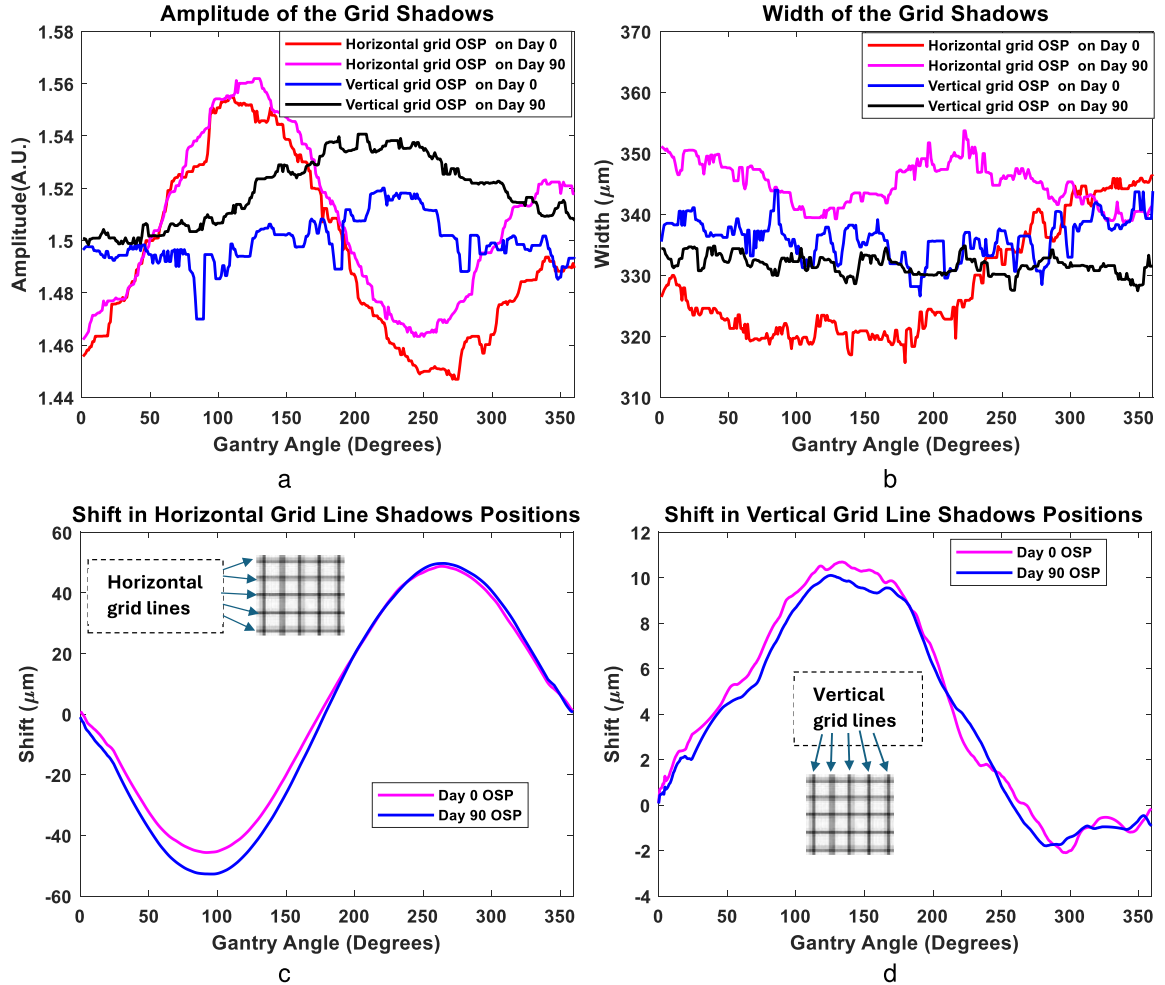 Amplitude of the Grid Shadows
1.58
1.56
1.54
1.52
1.5
1.48
1.46
1.44
Amplitude(A.U.)
Horizontal grid OSP on Day 0
Horizontal grid OSP on Day 90
Vertical grid OSP on Day 0
Vertical grid OSP on Day 90
0 50 100 150 200 250 300 350
Gantry Angle (Degrees)
a
Width of the Grid Shadows
370
360
350
340
330
320
310
Width (μm)
Horizontal grid OSP on Day 0
Horizontal grid OSP on Day 90
Vertical grid OSP on Day 0
Vertical grid OSP on Day 90
0 50 100 150 200 250 300 350
Gantry Angle (Degrees)
b
Shift in Horizontal Grid Line Shadows Positions
60
40
20
0
-20
-40
-60
Shift (μm)
Horizontal
grid lines
Day 0 OSP
Day 90 OSP
0 50 100 150 200 250 300 350
Gantry Angle (Degrees)
c
Shift in Vertical Grid Line Shadows Positions
12
10
8
6
4
2
0
-2
-4
Shift (μm)
Day 0 OSP
Day 90 OSP
Vertical
grid lines
0 50 100 150 200 250 300 350
Gantry Angle (Degrees)
d